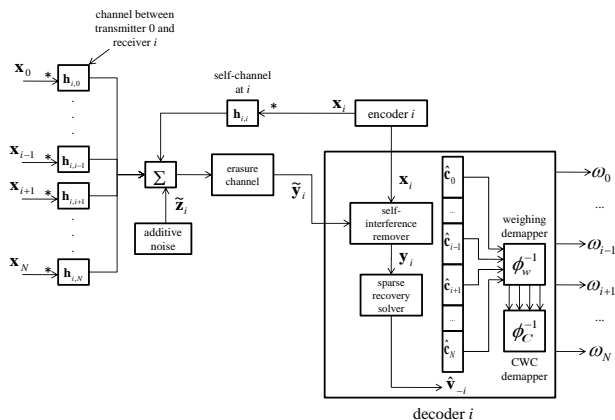 channel between
transmitter 0 and
receiver i
x_0
*
h_{i,0}
self-channel
at i
h_{i,i}
*
x_i
encoder i
x_{i-1}
*
h_{i,i-1}
x_{i+1}
*
h_{i,i+1}
x_N
*
h_{i,N}
Σ
z̃_i
additive
noise
erasure
channel
ỹ_i
x_i
self-
interference
remover
y_i
sparse
recovery
solver
v̂_{-i}
ĉ_0
...
ĉ_{i-1}
ĉ_{i+1}
...
ĉ_N
weighing
demapper
ϕ_w^{-1}
ϕ_C^{-1}
CWC
demapper
ω_0
...
ω_{i-1}
ω_{i+1}
...
ω_N
decoder i